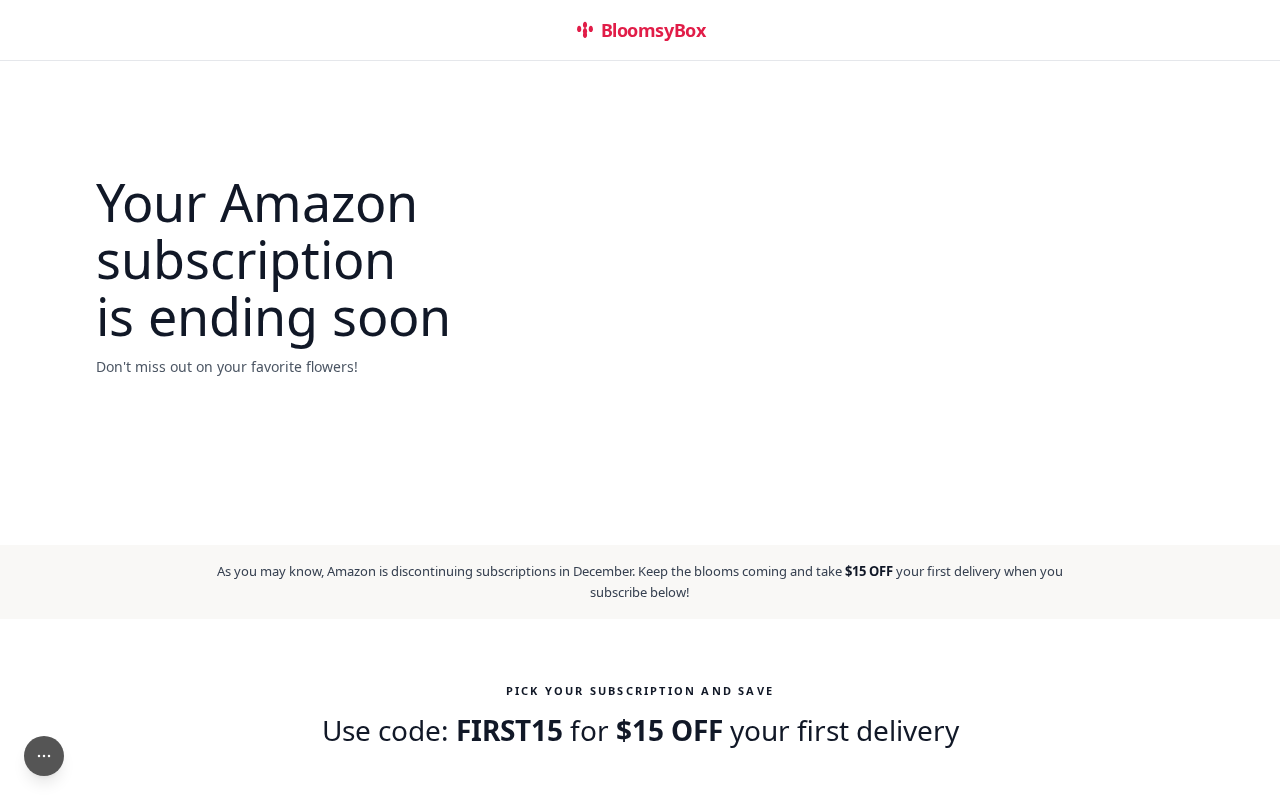 BloomsyBox
Your Amazon
subscription
is ending soon
Don't miss out on your favorite flowers!
As you may know, Amazon is discontinuing subscriptions in December. Keep the blooms coming and take $15 OFF your first delivery when you
subscribe below!
PICK YOUR SUBSCRIPTION AND SAVE
Use code: FIRST15 for $15 OFF your first delivery